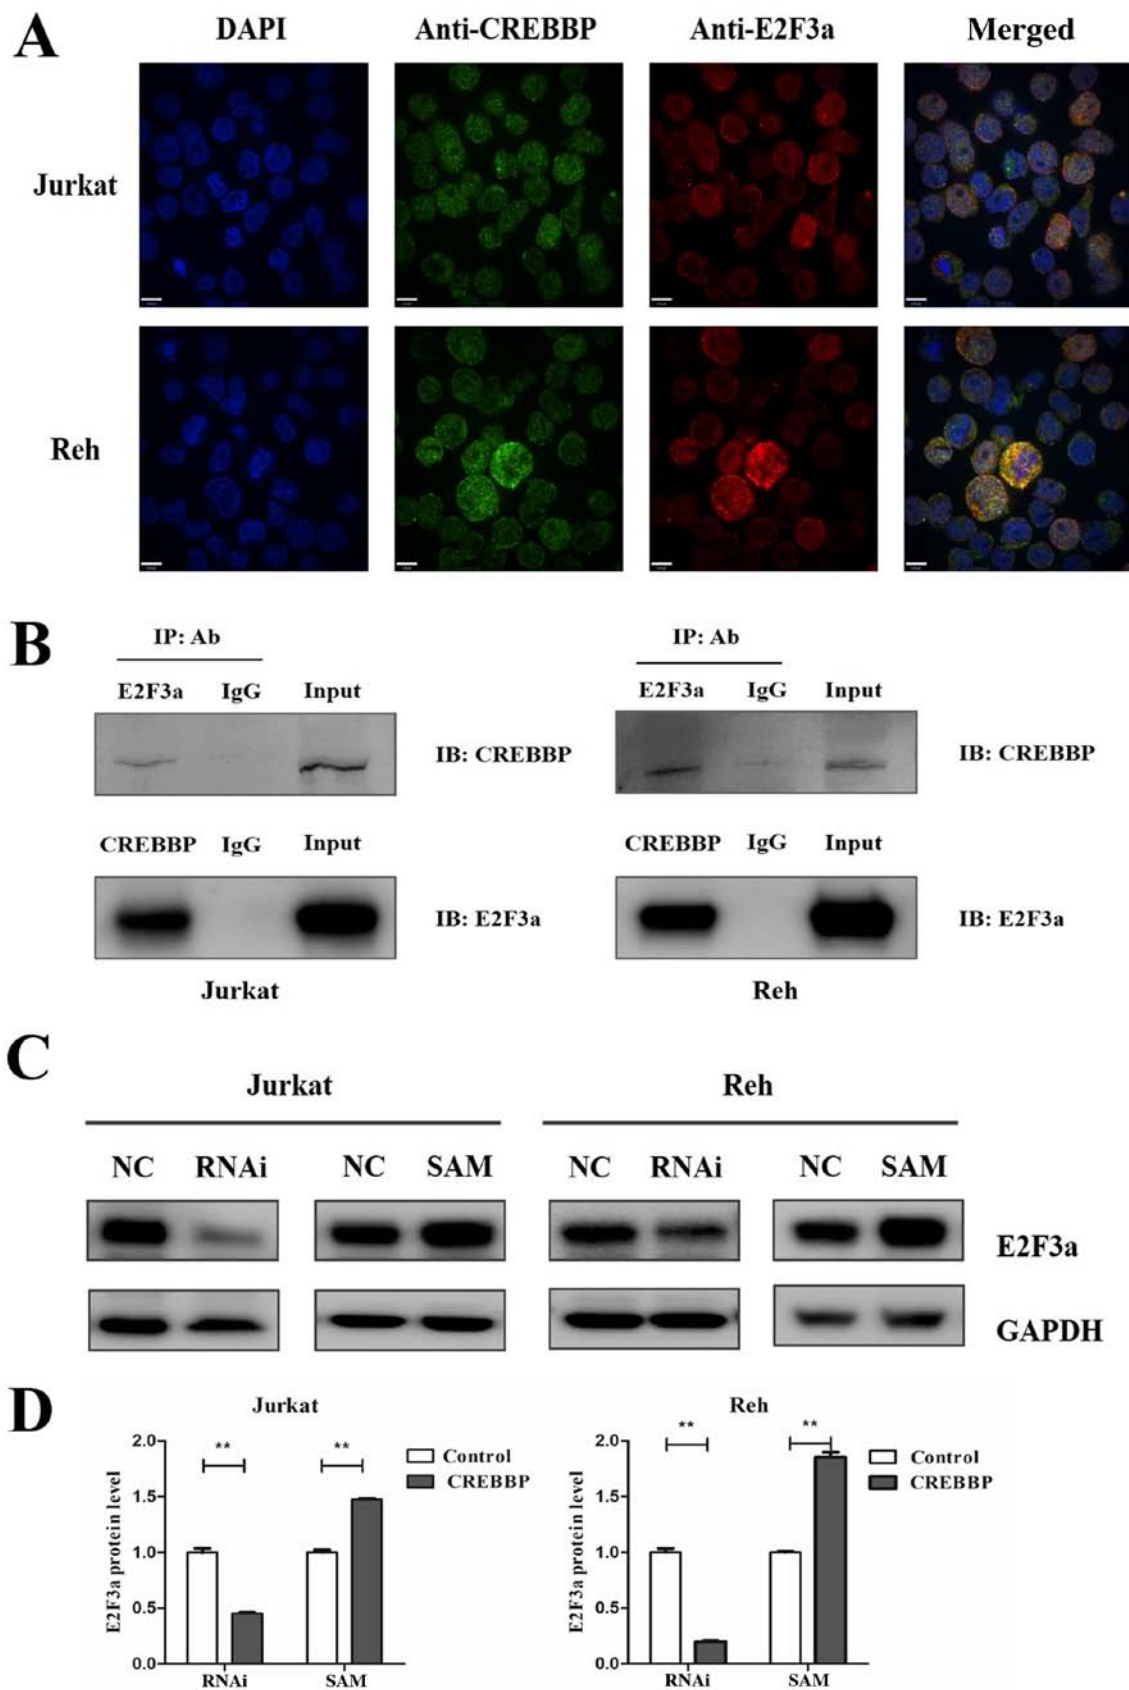 A
DAPI Anti-CREBBP Anti-E2F3a Merged
Jurkat
Reh
B
IP: Ab IP: Ab
E2F3a IgG Input E2F3a IgG Input
IB: CREBBP IB: CREBBP
CREBBP IgG Input CREBBP IgG Input
IB: E2F3a IB: E2F3a
Jurkat Reh
C
Jurkat Reh
NC RNAi NC SAM NC RNAi NC SAM
E2F3a
GAPDH
D
Jurkat Reh
** ** ** **
2.0 2.0
Control Control
CREBBP CREBBP
1.5 1.5
1.0 1.0
0.5 0.5
0.0 0.0
E2F3a protein level E2F3a protein level
RNAi SAM RNAi SAM